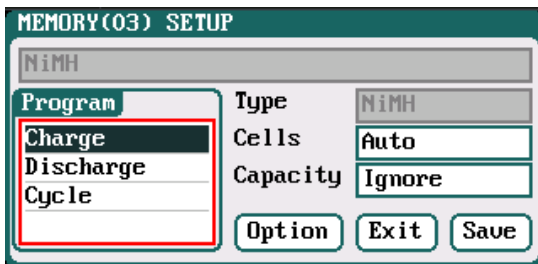 MEMORY(03) SETUP
NiMH
Program
Charge
Discharge
Cycle
Type NiMH
Cells Auto
Capacity Ignore
Option Exit Save